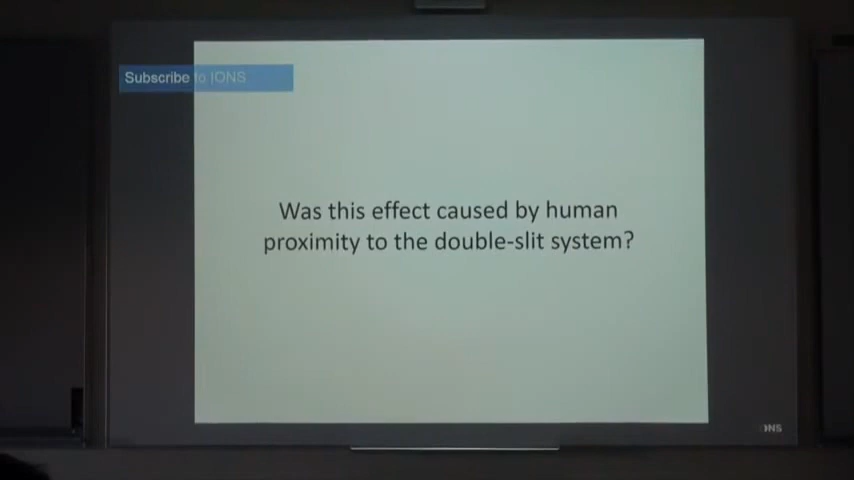 Subscribe to IONS
Was this effect caused by human
proximity to the double-slit system?
IONS